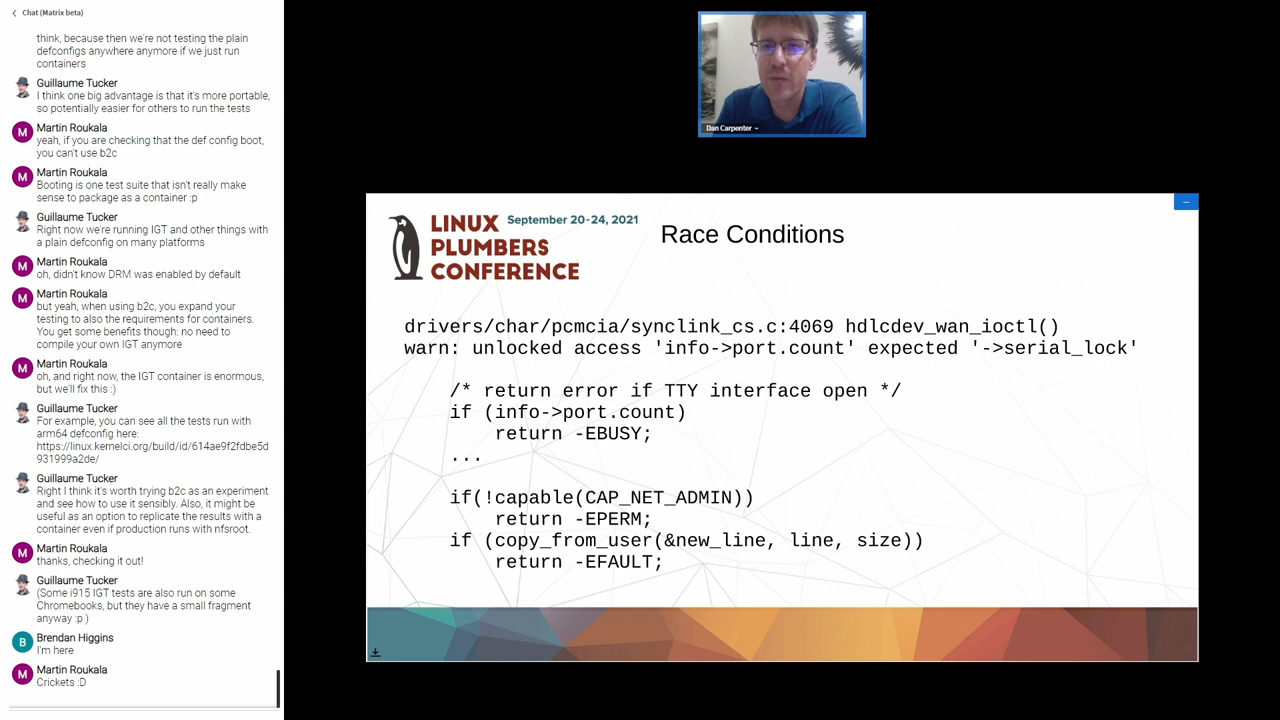 Chat (Matrix beta)
think, because then we're not testing the plain
defconfigs anywhere anymore if we just run
containers
Guillaume Tucker
I think one big advantage is that it's more portable,
so potentially easier for others to run the tests
M
Martin Roukala
yeah, if you are checking that the def config boot,
you can't use b2c
M
Martin Roukala
Booting is one test suite that isn't really make
sense to package as a container :p
Guillaume Tucker
Right now we're running IGT and other things with
a plain defconfig on many platforms
M
Martin Roukala
oh, didn't know DRM was enabled by default
M
Martin Roukala
but yeah, when using b2c, you expand your
testing to also the requirements for containers.
You get some benefits though: no need to
compile your own IGT anymore
M
Martin Roukala
oh, and right now, the IGT container is enormous,
but we'll fix this :)
Guillaume Tucker
For example, you can see all the tests run with
arm64 defconfig here:
https://linux.kernelci.org/build/id/614ae9f2fdbe5d
931999a2de/
Guillaume Tucker
Right I think it's worth trying b2c as an experiment
and see how to use it sensibly. Also, it might be
useful as an option to replicate the results with a
container even if production runs with nfsroot.
M
Martin Roukala
thanks, checking it out!
Guillaume Tucker
(Some i915 IGT tests are also run on some
Chromebooks, but they have a small fragment
anyway :p )
B
Brendan Higgins
I'm here
M
Martin Roukala
Crickets :D
Dan Carpenter
LINUX
PLUMBERS
CONFERENCE
September 20-24, 2021
Race Conditions
drivers/char/pcmcia/synclink_cs.c:4069 hdlcdev_wan_ioctl()
warn: unlocked access 'info->port.count' expected '->serial_lock'
/* return error if TTY interface open */
if (info->port.count)
return -EBUSY;
...
if(!capable(CAP_NET_ADMIN))
return -EPERM;
if (copy_from_user(&new_line, line, size))
return -EFAULT;